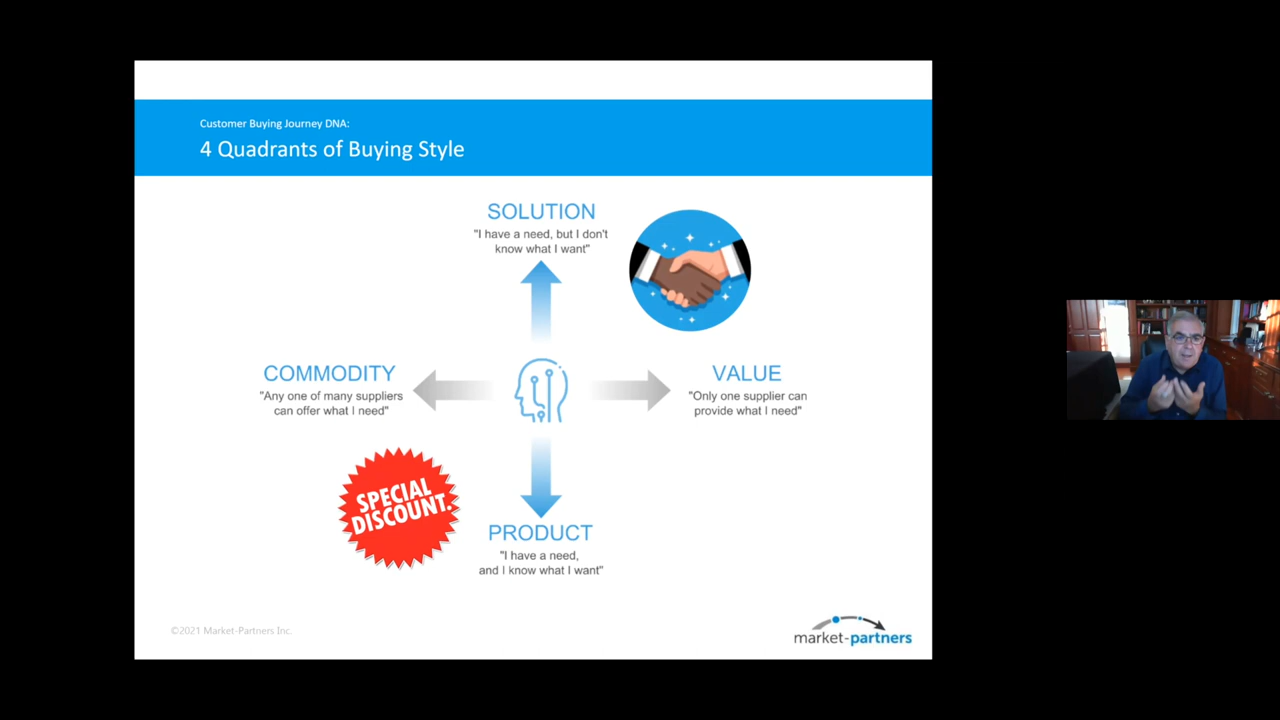 Customer Buying Journey DNA:
4 Quadrants of Buying Style
SOLUTION
"I have a need, but I don't
know what I want"
COMMODITY
"Any one of many suppliers
can offer what I need"
VALUE
"Only one supplier can
provide what I need"
SPECIAL
DISCOUNT.
PRODUCT
"I have a need,
and I know what I want"
©2021 Market-Partners Inc.
market-partners